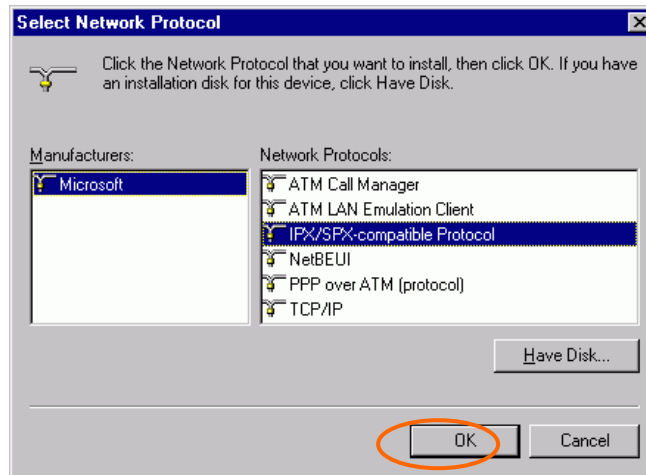 Select Network Protocol
Click the Network Protocol that you want to install, then click OK. If you have
an installation disk for this device, click Have Disk.
Manufacturers:
Microsoft
Network Protocols:
ATM Call Manager
ATM LAN Emulation Client
IPX/SPX-compatible Protocol
NetBEUI
PPP over ATM (protocol)
TCP/IP
Have Disk...
OK
Cancel